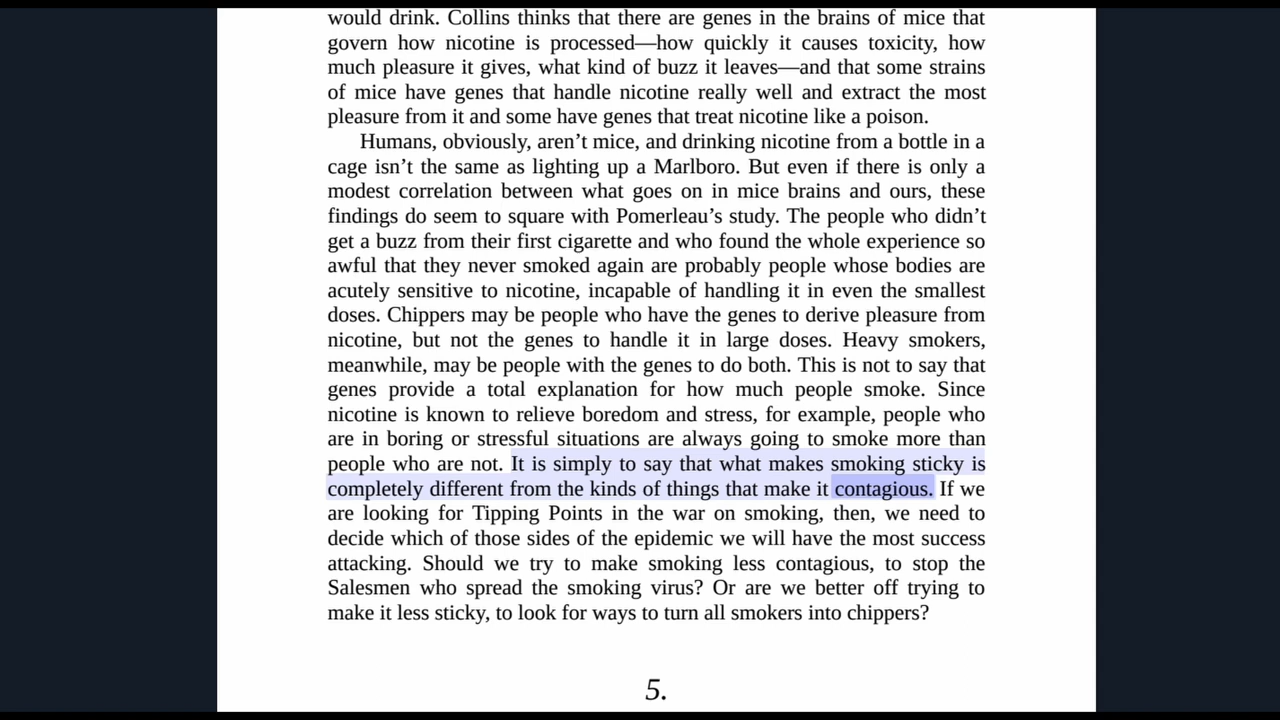 would drink. Collins thinks that there are genes in the brains of mice that
govern how nicotine is processed—how quickly it causes toxicity, how
much pleasure it gives, what kind of buzz it leaves—and that some strains
of mice have genes that handle nicotine really well and extract the most
pleasure from it and some have genes that treat nicotine like a poison.
Humans, obviously, aren’t mice, and drinking nicotine from a bottle in a
cage isn’t the same as lighting up a Marlboro. But even if there is only a
modest correlation between what goes on in mice brains and ours, these
findings do seem to square with Pomerleau’s study. The people who didn’t
get a buzz from their first cigarette and who found the whole experience so
awful that they never smoked again are probably people whose bodies are
acutely sensitive to nicotine, incapable of handling it in even the smallest
doses. Chippers may be people who have the genes to derive pleasure from
nicotine, but not the genes to handle it in large doses. Heavy smokers,
meanwhile, may be people with the genes to do both. This is not to say that
genes provide a total explanation for how much people smoke. Since
nicotine is known to relieve boredom and stress, for example, people who
are in boring or stressful situations are always going to smoke more than
people who are not. It is simply to say that what makes smoking sticky is
completely different from the kinds of things that make it contagious. If we
are looking for Tipping Points in the war on smoking, then, we need to
decide which of those sides of the epidemic we will have the most success
attacking. Should we try to make smoking less contagious, to stop the
Salesmen who spread the smoking virus? Or are we better off trying to
make it less sticky, to look for ways to turn all smokers into chippers?
5.